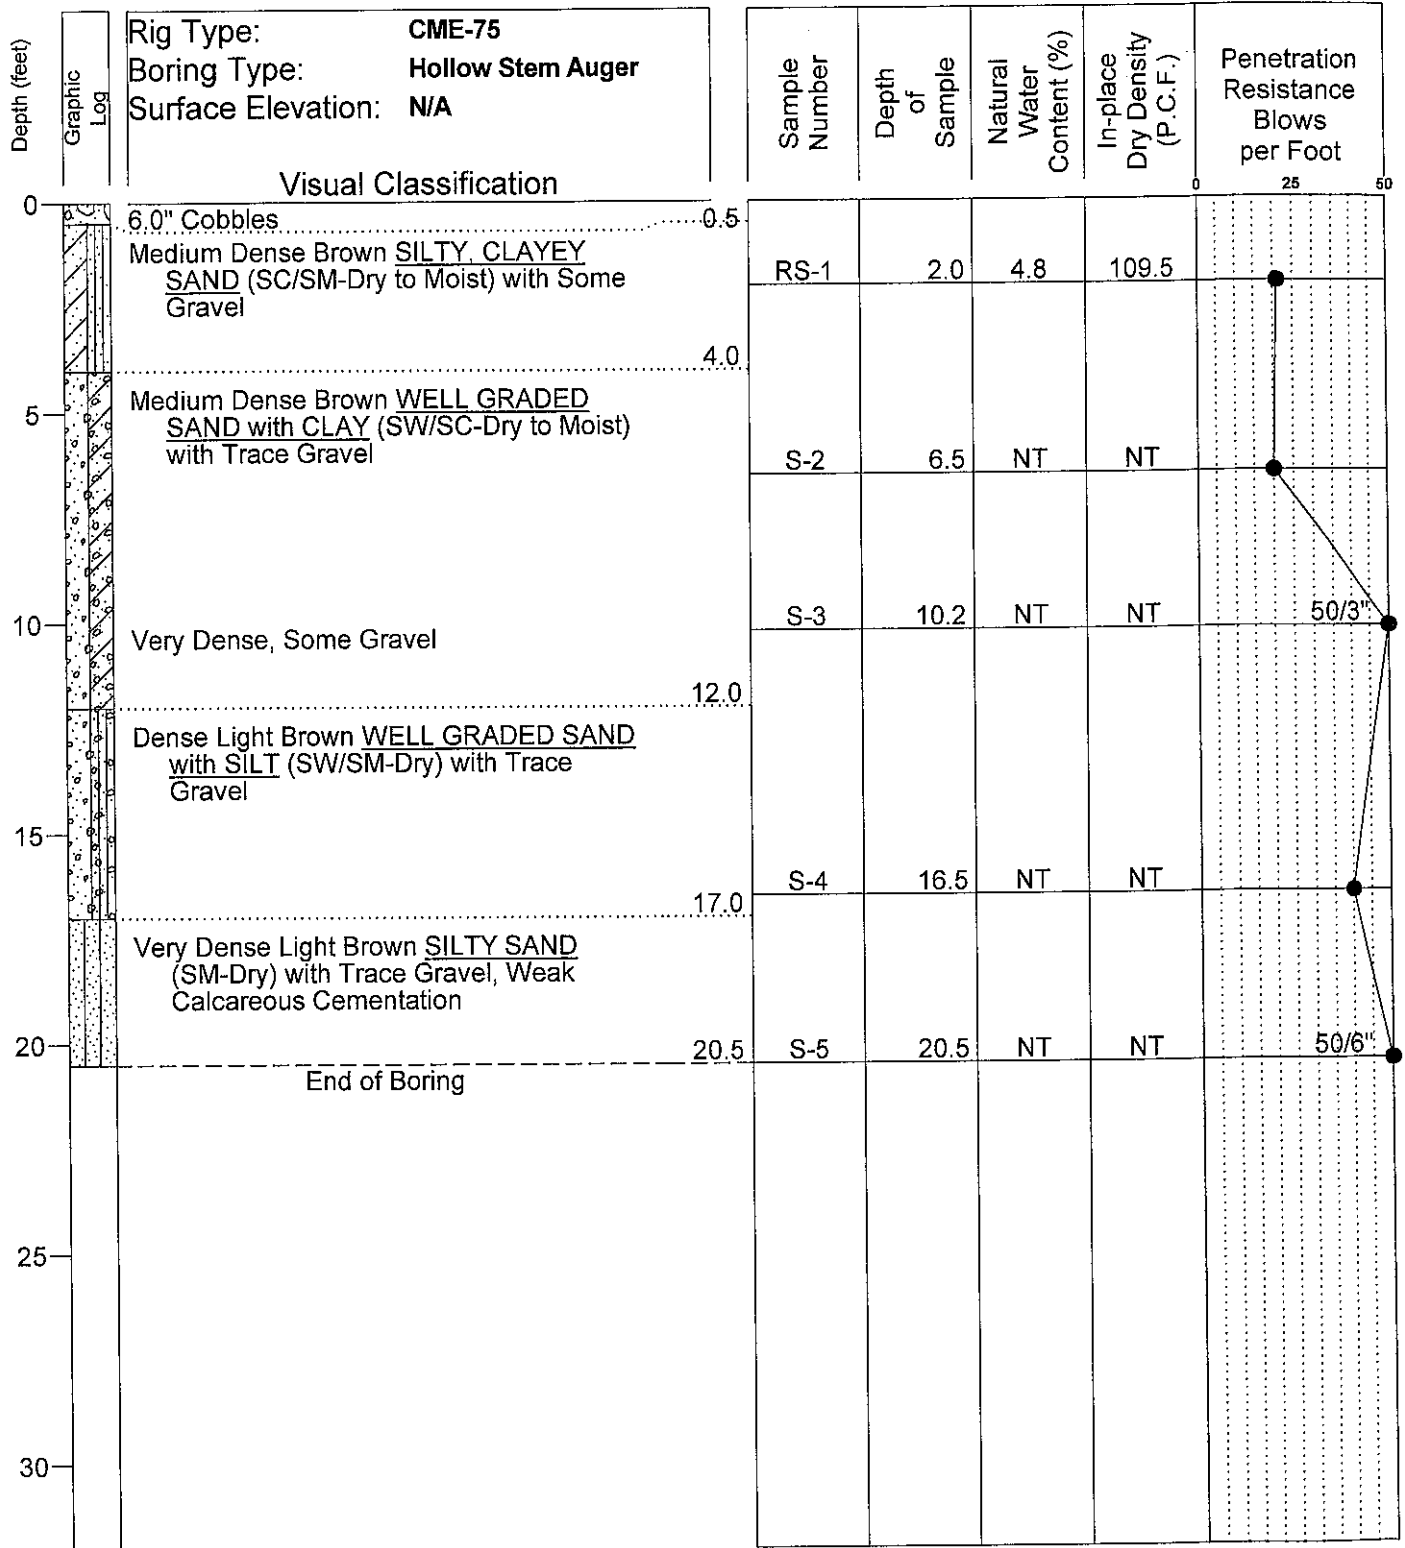 Depth (feet)
Graphic
Log
Rig Type: CME-75
Boring Type: Hollow Stem Auger
Surface Elevation: N/A
Visual Classification
Sample
Number
Depth
of
Sample
Natural
Water
Content (%)
In-place
Dry Density
(P.C.F.)
Penetration
Resistance
Blows
per Foot
0 25 50
0
6.0" Cobbles 0.5
Medium Dense Brown SILTY, CLAYEY
SAND (SC/SM-Dry to Moist) with Some
Gravel
RS-1 2.0 4.8 109.5
4.0
5
Medium Dense Brown WELL GRADED
SAND with CLAY (SW/SC-Dry to Moist)
with Trace Gravel
S-2 6.5 NT NT
S-3 10.2 NT NT 50/3"
10
Very Dense, Some Gravel
12.0
Dense Light Brown WELL GRADED SAND
with SILT (SW/SM-Dry) with Trace
Gravel
15
S-4 16.5 NT NT
17.0
Very Dense Light Brown SILTY SAND
(SM-Dry) with Trace Gravel, Weak
Calcareous Cementation
20
20.5 S-5 20.5 NT NT 50/6"
End of Boring
25
30